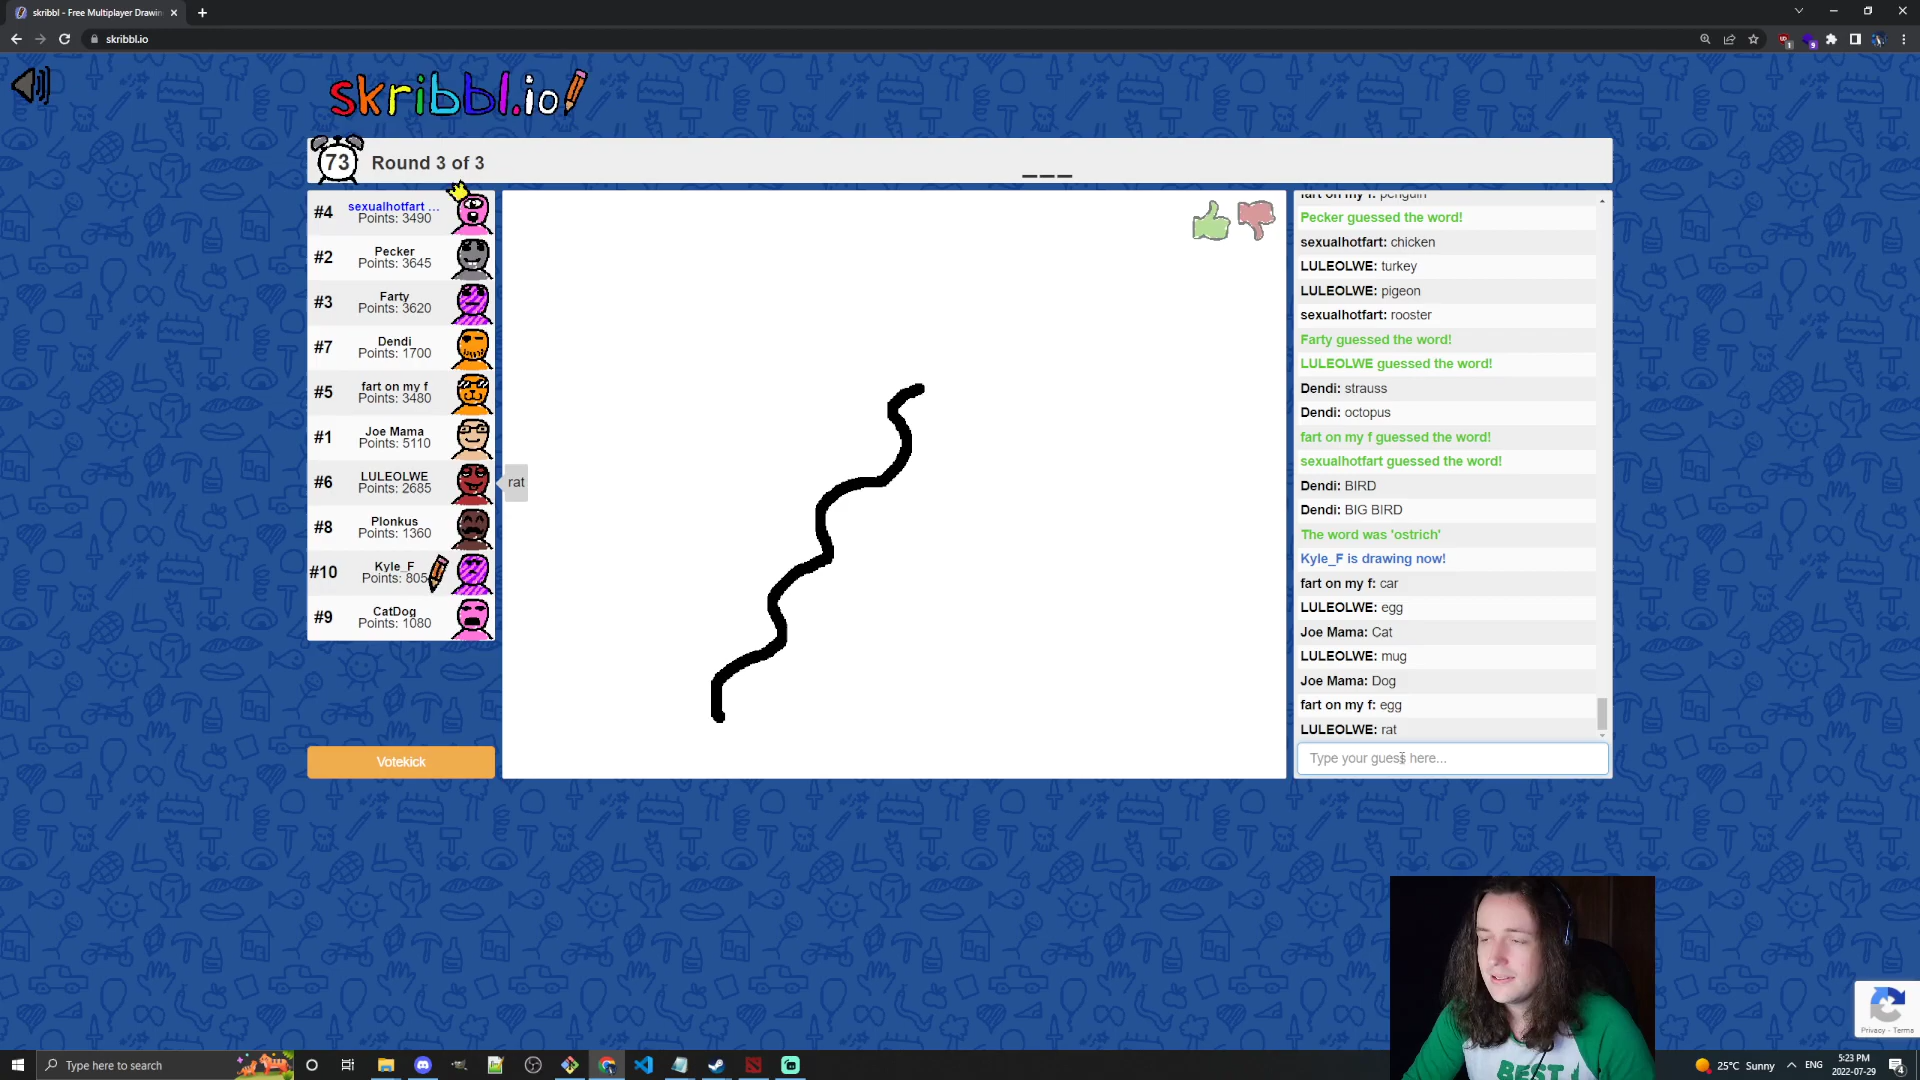 skribbl - Free Multiplayer Drawin
skribbl.io
skribbl.io
73
Round 3 of 3
#4 sexualhotfart ...
Points: 3490
#2 Pecker
Points: 3645
#3 Farty
Points: 3620
#7 Dendi
Points: 1700
#5 fart on my f
Points: 3480
#1 Joe Mama
Points: 5110
#6 LULEOLWE
Points: 2685
rat
#8 Plonkus
Points: 1360
#10 Kyle_F
Points: 805
#9 CatDog
Points: 1080
Votekick
fart on my f: penguin
Pecker guessed the word!
sexualhotfart: chicken
LULEOLWE: turkey
LULEOLWE: pigeon
sexualhotfart: rooster
Farty guessed the word!
LULEOLWE guessed the word!
Dendi: strauss
Dendi: octopus
fart on my f guessed the word!
sexualhotfart guessed the word!
Dendi: BIRD
Dendi: BIG BIRD
The word was 'ostrich'
Kyle_F is drawing now!
fart on my f: car
LULEOLWE: egg
Joe Mama: Cat
LULEOLWE: mug
Joe Mama: Dog
fart on my f: egg
LULEOLWE: rat
Type your guess here...
BEST
Privacy - Terms
Type here to search
25°C Sunny
ENG
5:23 PM
2022-07-29
4